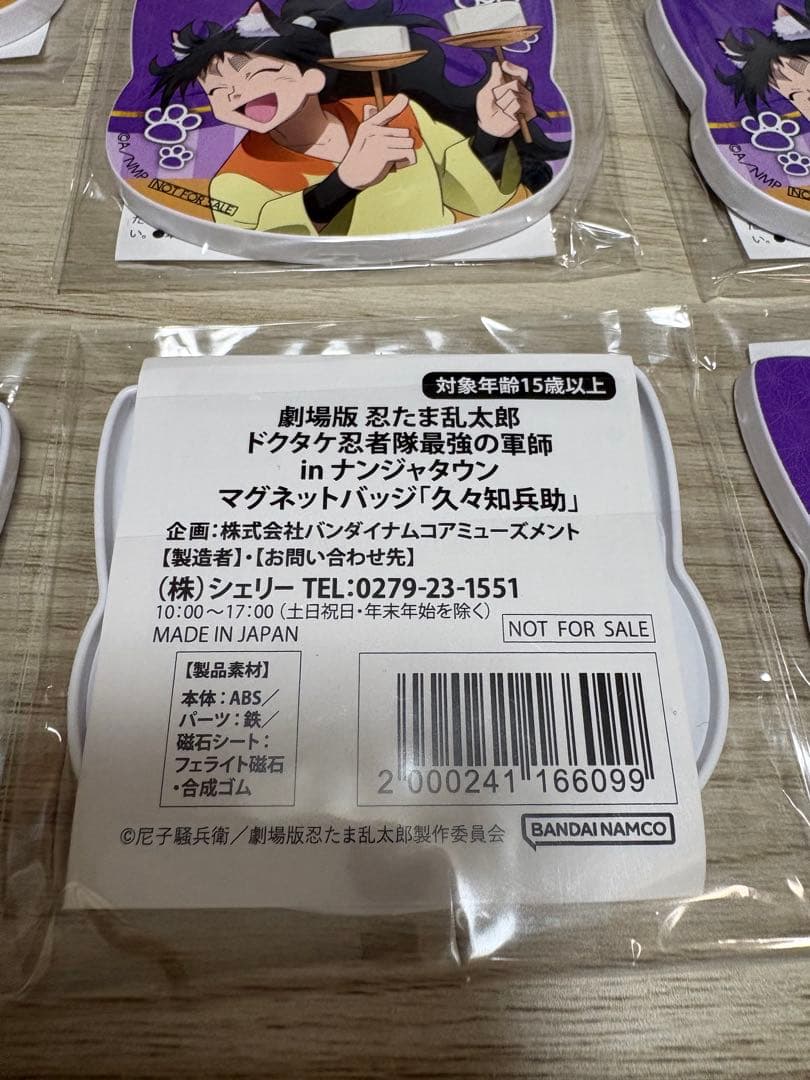 ©A／NMP
NOT FOR SALE
©A／NMP
NOT
た
い。●
い。
対象年齢15歳以上
劇場版 忍たま乱太郎
ドクタケ忍者隊最強の軍師
in ナンジャタウン
マグネットバッジ「久々知兵助」
企画：株式会社バンダイナムコアミューズメント
【製造者】・【お問い合わせ先】
（株）シェリー TEL：0279-23-1551
10：00～17：00（土日祝日・年末年始を除く）
MADE IN JAPAN
NOT FOR SALE
【製品素材】
本体：ABS／
パーツ：鉄／
磁石シート：
フェライト磁石
・合成ゴム
2 000241 166099
©尼子騒兵衛／劇場版忍たま乱太郎製作委員会
BANDAI NAMCO